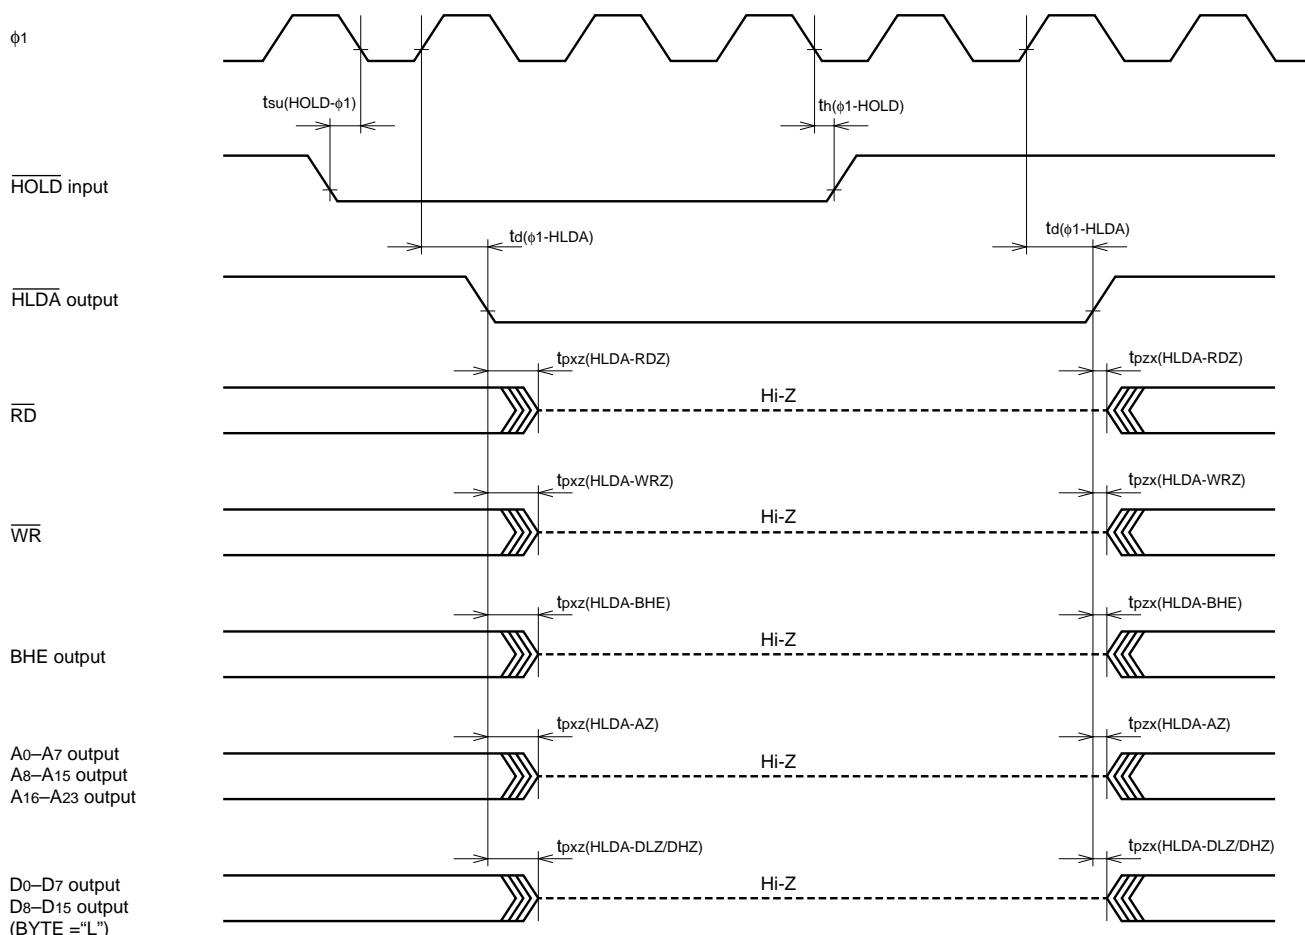 ϕ1
tsu(HOLD-ϕ1)
th(ϕ1-HOLD)
HOLD input
td(ϕ1-HLDA)
td(ϕ1-HLDA)
HLDA output
tpxz(HLDA-RDZ)
tpzx(HLDA-RDZ)
Hi-Z
RD
tpxz(HLDA-WRZ)
tpzx(HLDA-WRZ)
Hi-Z
WR
tpxz(HLDA-BHE)
tpzx(HLDA-BHE)
Hi-Z
BHE output
tpxz(HLDA-AZ)
tpzx(HLDA-AZ)
Hi-Z
A0–A7 output
A8–A15 output
A16–A23 output
tpxz(HLDA-DLZ/DHZ)
tpzx(HLDA-DLZ/DHZ)
Hi-Z
D0–D7 output
D8–D15 output
(BYTE =“L”)